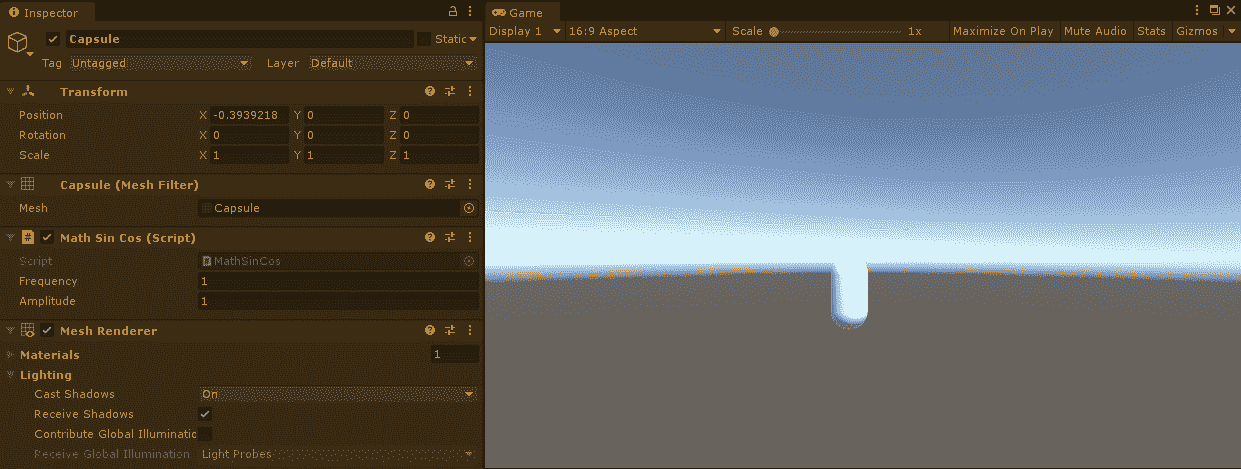 Inspector
Capsule Static
Tag Untagged Layer Default
Transform
Position X -0.3939218 Y 0 Z 0
Rotation X 0 Y 0 Z 0
Scale X 1 Y 1 Z 1
Capsule (Mesh Filter)
Mesh Capsule
Math Sin Cos (Script)
Script MathSinCos
Frequency 1
Amplitude 1
Mesh Renderer
Materials 1
Lighting
Cast Shadows On
Receive Shadows
Contribute Global Illuminatic
Receive Global Illumination Light Probes
Game
Display 1 16:9 Aspect Scale 1x Maximize On Play Mute Audio Stats Gizmos